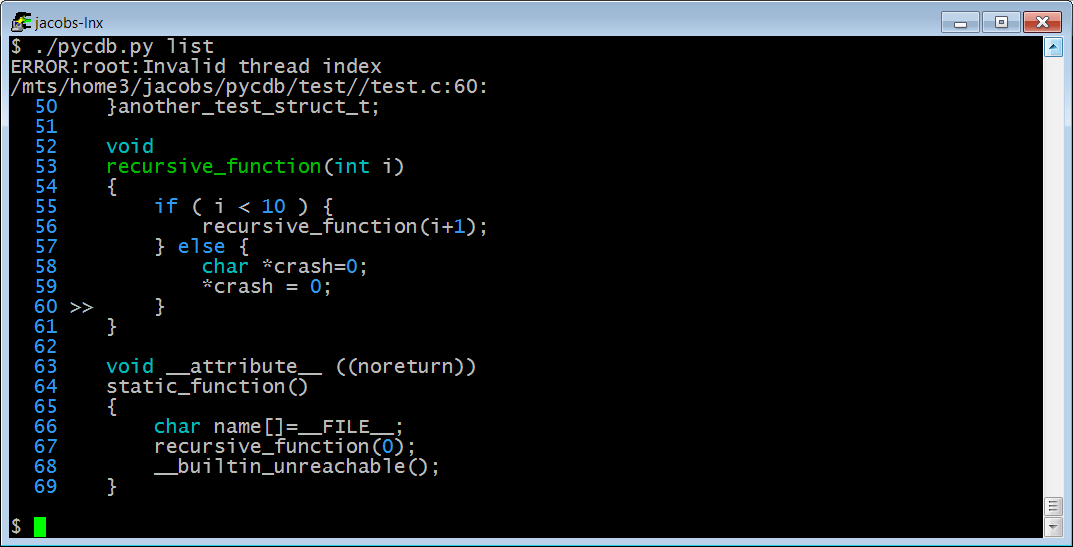 jacobs-lnx
$ ./pycdb.py list
ERROR:root:Invalid thread index
/mts/home3/jacobs/pycdb/test//test.c:60:
  50    }another_test_struct_t;
  51
  52    void
  53    recursive_function(int i)
  54    {
  55        if ( i < 10 ) {
  56            recursive_function(i+1);
  57        } else {
  58            char *crash=0;
  59            *crash = 0;
  60 >>     }
  61    }
  62
  63    void __attribute__ ((noreturn))
  64    static_function()
  65    {
  66        char name[]=__FILE__;
  67        recursive_function(0);
  68        __builtin_unreachable();
  69    }
$